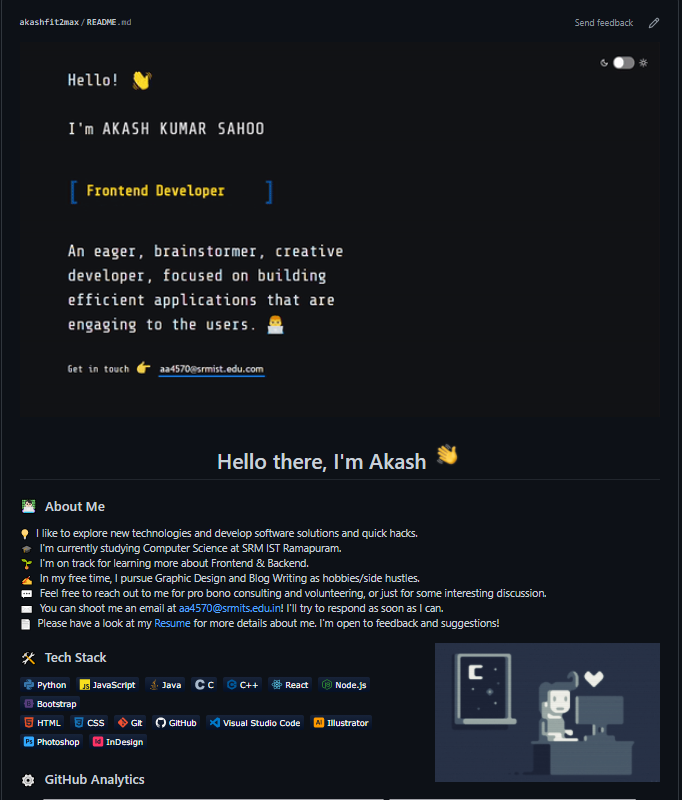 akashfit2max/README.md
Send feedback
Hello! 👋
I'm AKASH KUMAR SAHOO
[ Frontend Developer ]
An eager, brainstormer, creative
developer, focused on building
efficient applications that are
engaging to the users. 👨‍💻
Get in touch 👉 aa4570@srmist.edu.com
Hello there, I'm Akash 👋
About Me
I like to explore new technologies and develop software solutions and quick hacks.
I'm currently studying Computer Science at SRM IST Ramapuram.
I'm on track for learning more about Frontend & Backend.
In my free time, I pursue Graphic Design and Blog Writing as hobbies/side hustles.
Feel free to reach out to me for pro bono consulting and volunteering, or just for some interesting discussion.
You can shoot me an email at aa4570@srmits.edu.in! I'll try to respond as soon as I can.
Please have a look at my Resume for more details about me. I'm open to feedback and suggestions!
Tech Stack
Python JavaScript Java C C++ React Node.js
Bootstrap
HTML CSS Git GitHub Visual Studio Code Illustrator
Photoshop InDesign
GitHub Analytics